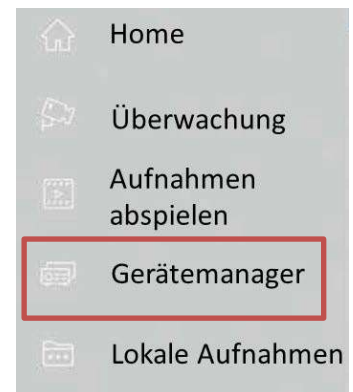 Home
Überwachung
Aufnahmen
abspielen
Gerätemanager
Lokale Aufnahmen